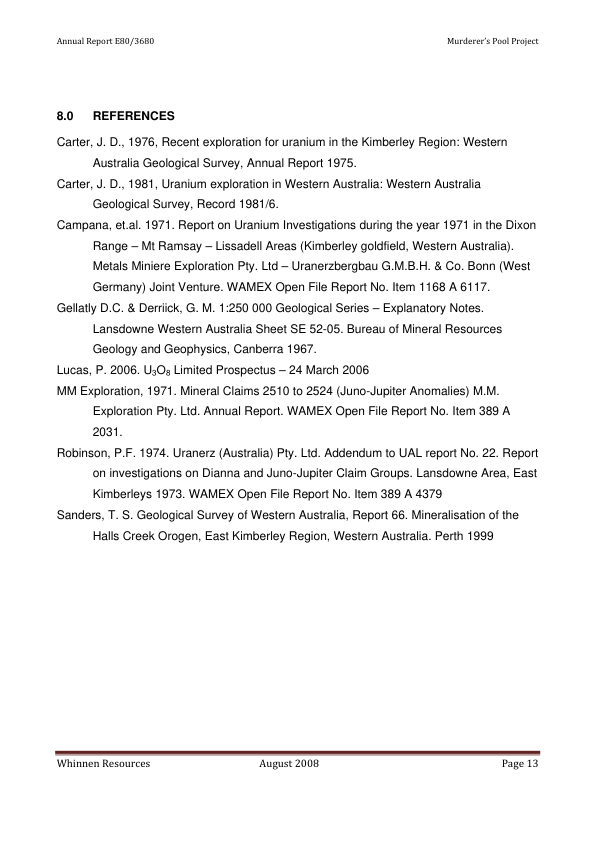 Annual Report E80/3680 Murderer's Pool Project
8.0 REFERENCES
Carter, J. D., 1976, Recent exploration for uranium in the Kimberley Region: Western
Australia Geological Survey, Annual Report 1975.
Carter, J. D., 1981, Uranium exploration in Western Australia: Western Australia
Geological Survey, Record 1981/6.
Campana, et.al. 1971. Report on Uranium Investigations during the year 1971 in the Dixon
Range – Mt Ramsay – Lissadell Areas (Kimberley goldfield, Western Australia).
Metals Miniere Exploration Pty. Ltd – Uranerzbergbau G.M.B.H. & Co. Bonn (West
Germany) Joint Venture. WAMEX Open File Report No. Item 1168 A 6117.
Gellatly D.C. & Derriick, G. M. 1:250 000 Geological Series – Explanatory Notes.
Lansdowne Western Australia Sheet SE 52-05. Bureau of Mineral Resources
Geology and Geophysics, Canberra 1967.
Lucas, P. 2006. U₃O₈ Limited Prospectus – 24 March 2006
MM Exploration, 1971. Mineral Claims 2510 to 2524 (Juno-Jupiter Anomalies) M.M.
Exploration Pty. Ltd. Annual Report. WAMEX Open File Report No. Item 389 A
2031.
Robinson, P.F. 1974. Uranerz (Australia) Pty. Ltd. Addendum to UAL report No. 22. Report
on investigations on Dianna and Juno-Jupiter Claim Groups. Lansdowne Area, East
Kimberleys 1973. WAMEX Open File Report No. Item 389 A 4379
Sanders, T. S. Geological Survey of Western Australia, Report 66. Mineralisation of the
Halls Creek Orogen, East Kimberley Region, Western Australia. Perth 1999
Whinnen Resources August 2008 Page 13